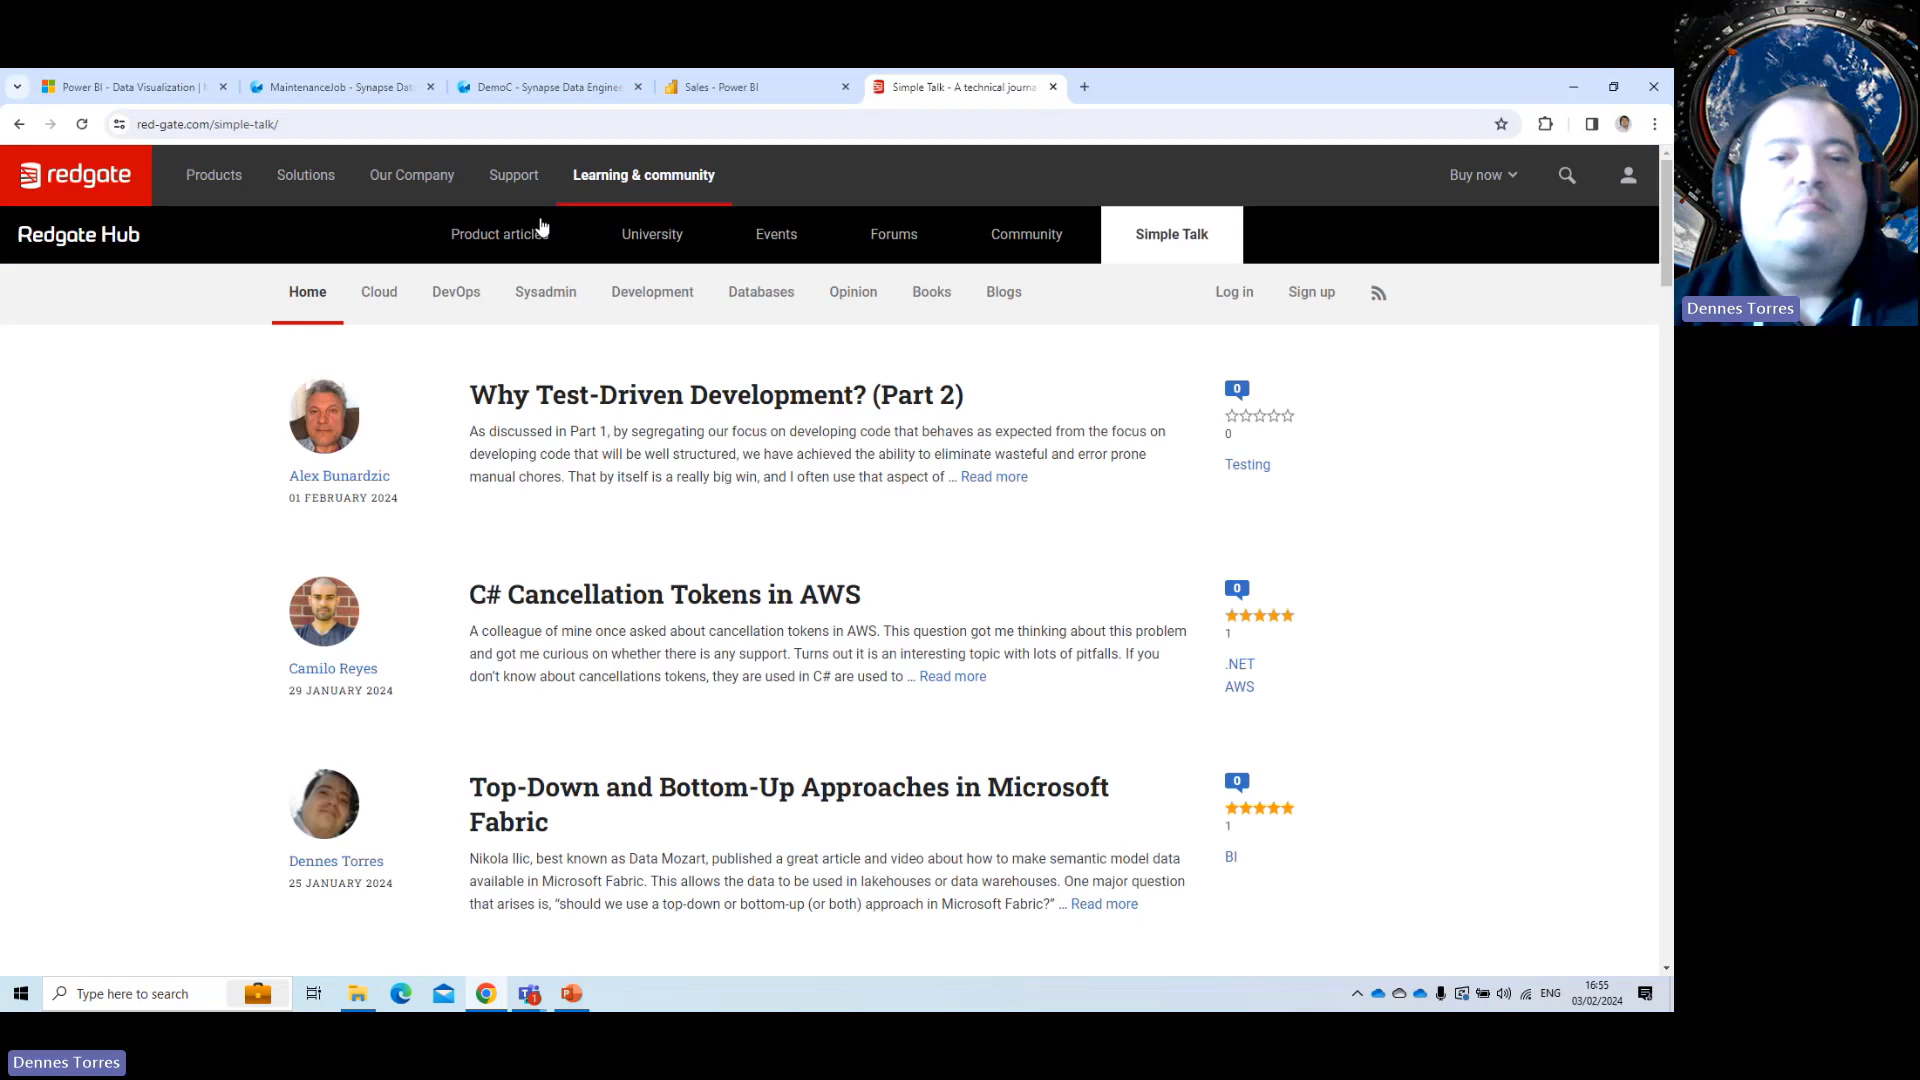 Power BI - Data Visualization |
MaintenanceJob - Synapse Dat
DemoC - Synapse Data Enginee
Sales - Power BI
Simple Talk - A technical journa
red-gate.com/simple-talk/
redgate
Products
Solutions
Our Company
Support
Learning & community
Buy now
Redgate Hub
Product articles
University
Events
Forums
Community
Simple Talk
Home
Cloud
DevOps
Sysadmin
Development
Databases
Opinion
Books
Blogs
Log in
Sign up
Why Test-Driven Development? (Part 2)
As discussed in Part 1, by segregating our focus on developing code that behaves as expected from the focus on
developing code that will be well structured, we have achieved the ability to eliminate wasteful and error prone
manual chores. That by itself is a really big win, and I often use that aspect of ... Read more
Alex Bunardzic
01 FEBRUARY 2024
0
0
Testing
C# Cancellation Tokens in AWS
A colleague of mine once asked about cancellation tokens in AWS. This question got me thinking about this problem
and got me curious on whether there is any support. Turns out it is an interesting topic with lots of pitfalls. If you
don't know about cancellations tokens, they are used in C# are used to ... Read more
Camilo Reyes
29 JANUARY 2024
0
1
.NET
AWS
Top-Down and Bottom-Up Approaches in Microsoft
Fabric
Nikola Ilic, best known as Data Mozart, published a great article and video about how to make semantic model data
available in Microsoft Fabric. This allows the data to be used in lakehouses or data warehouses. One major question
that arises is, "should we use a top-down or bottom-up (or both) approach in Microsoft Fabric?" ... Read more
Dennes Torres
25 JANUARY 2024
0
1
BI
Type here to search
1
ENG
16:55
03/02/2024
Dennes Torres
Dennes Torres